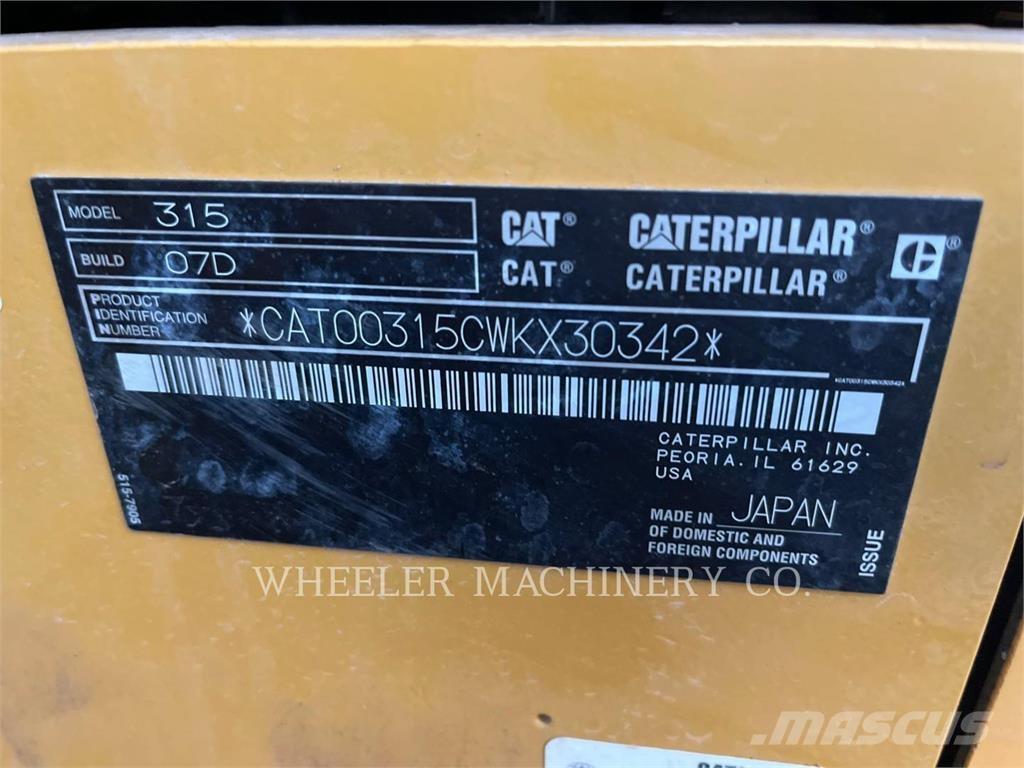 MODEL 315
BUILD 07D
CAT® CATERPILLAR®
CAT® CATERPILLAR®
PRODUCT
IDENTIFICATION
NUMBER
*CAT00315CWKX30342*
*CAT00315CWKX30342*
CATERPILLAR INC.
PEORIA. IL 61629
USA
515-7905
MADE IN JAPAN
OF DOMESTIC AND
FOREIGN COMPONENTS
ISSUE
WHEELER MACHINERY CO.
MASCUS